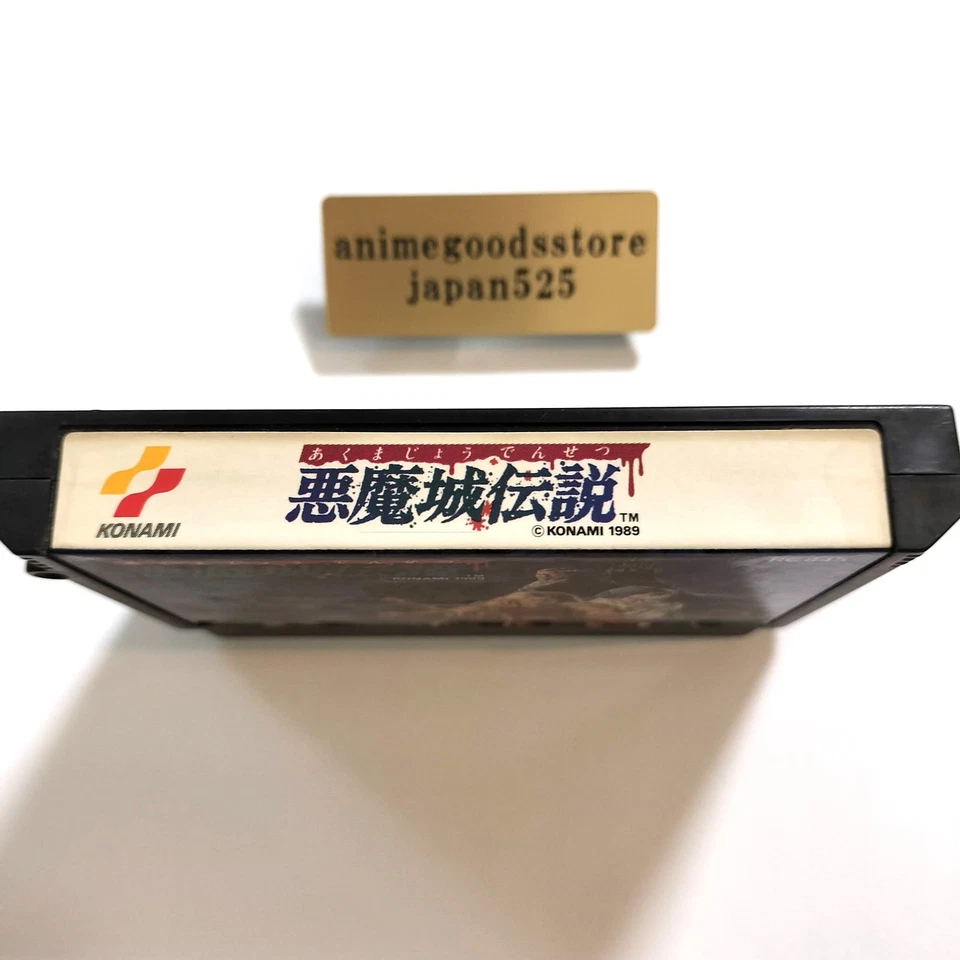 animegoodsstore
japan525
あくまじょうでんせつ
悪魔城伝説 TM
KONAMI
© KONAMI 1989